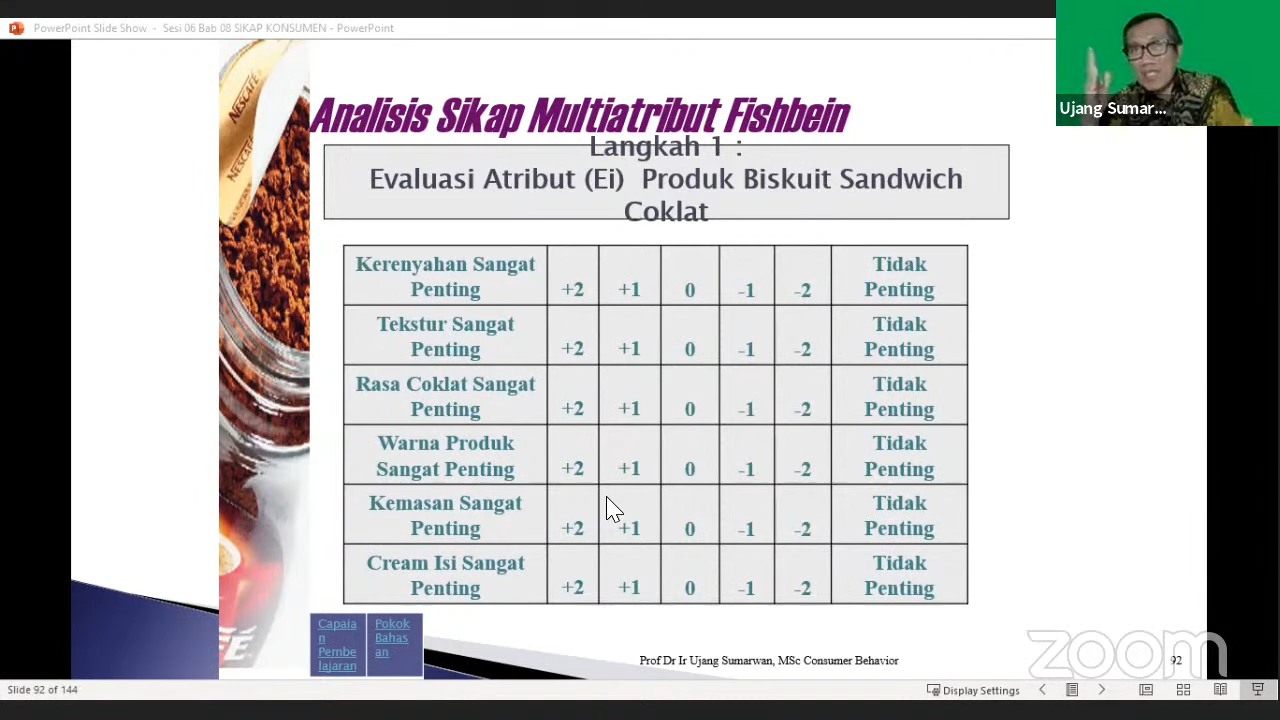 PowerPoint Slide Show - Sesi 06 Bab 08 SIKAP KONSUMEN - PowerPoint
Ujang Sumar...
NESCAFÉ
NESCAFÉ
Analisis Sikap Multiatribut Fishbein
Langkah 1 :
Evaluasi Atribut (Ei) Produk Biskuit Sandwich
Coklat
Kerenyahan Sangat
Penting +2 +1 0 -1 -2 Tidak
Penting
Tekstur Sangat
Penting +2 +1 0 -1 -2 Tidak
Penting
Rasa Coklat Sangat
Penting +2 +1 0 -1 -2 Tidak
Penting
Warna Produk
Sangat Penting +2 +1 0 -1 -2 Tidak
Penting
Kemasan Sangat
Penting +2 +1 0 -1 -2 Tidak
Penting
Cream Isi Sangat
Penting +2 +1 0 -1 -2 Tidak
Penting
Capaia
n
Pembe
lajaran
Pokok
Bahas
an
Prof Dr Ir Ujang Sumarwan, MSc Consumer Behavior
92
zoom
Slide 92 of 144
Display Settings